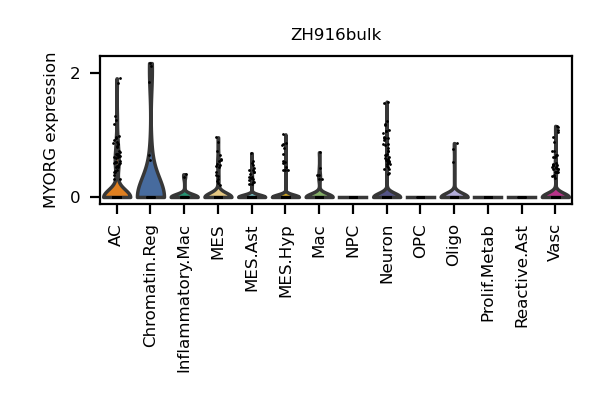 ZH916bulk
MYORG expression
2
0
AC
Chromatin.Reg
Inflammatory.Mac
MES
MES.Ast
MES.Hyp
Mac
NPC
Neuron
OPC
Oligo
Prolif.Metab
Reactive.Ast
Vasc